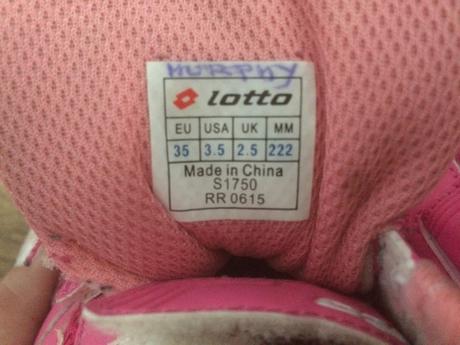 MURPHY
lotto
EU USA UK MM
35 3.5 2.5 222
Made in China
S1750
RR 0615